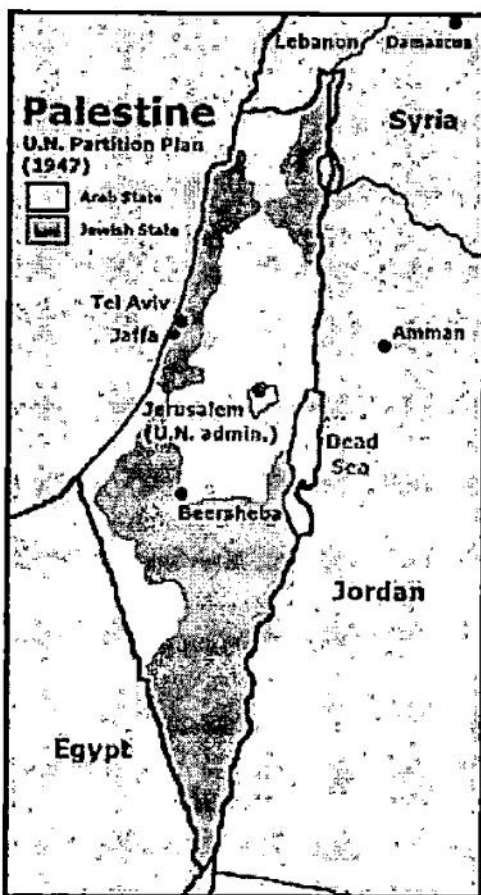 Lebanon
Damascus
Palestine
U.N. Partition Plan
(1947)
Syria
Arab State
Jewish State
Tel Aviv
Jaffa
Amman
Jerusalem
(U.N. admin.)
Dead
Sea
Beersheba
Jordan
Egypt